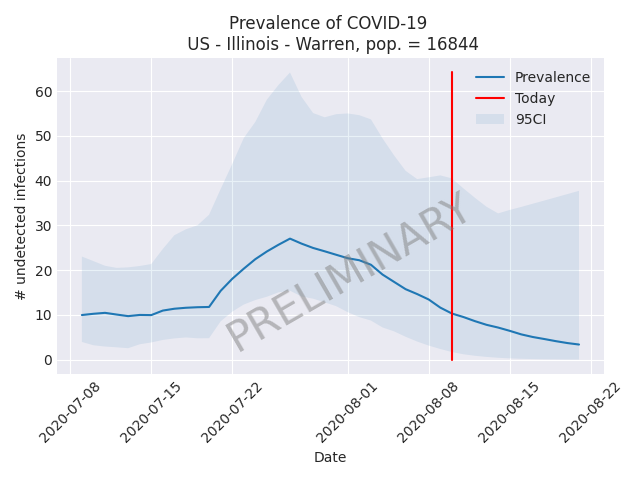 Prevalence of COVID-19
US - Illinois - Warren, pop. = 16844
# undetected infections
60
50
40
30
20
10
0
Prevalence
Today
95CI
PRELIMINARY
2020-07-08
2020-07-15
2020-07-22
2020-08-01
2020-08-08
2020-08-15
2020-08-22
Date